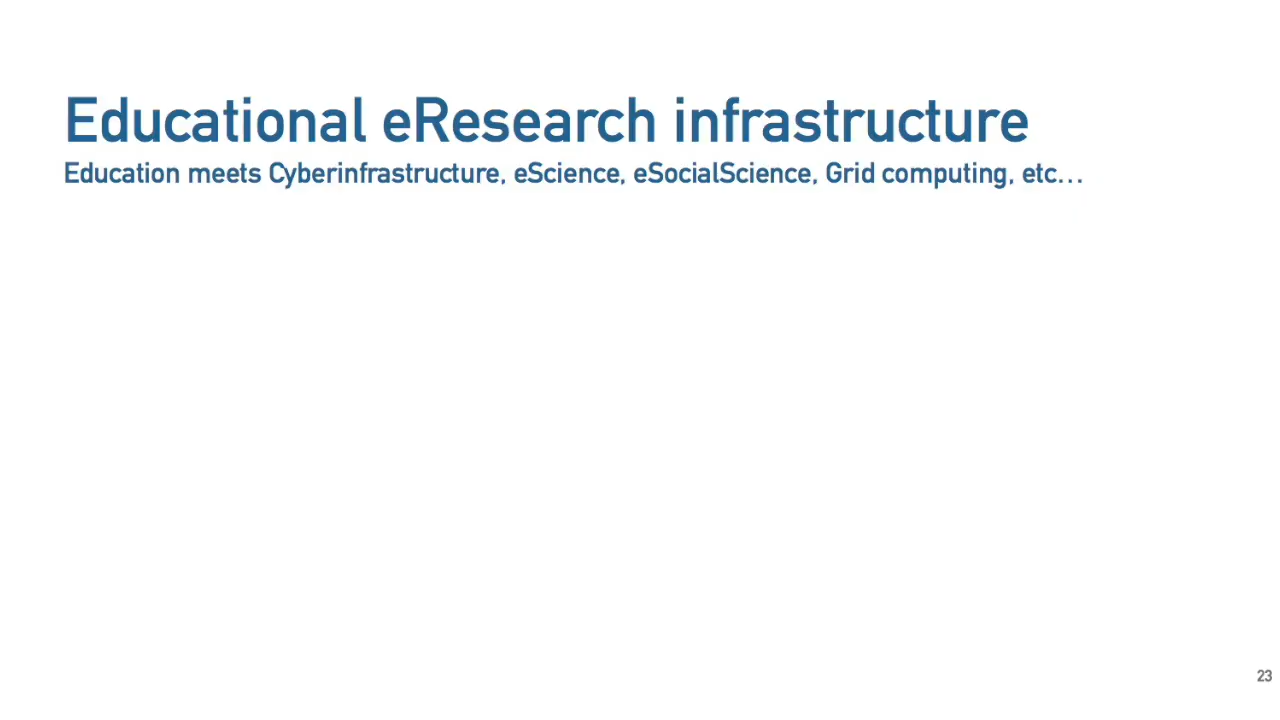 Educational eResearch infrastructure
Education meets Cyberinfrastructure, eScience, eSocialScience, Grid computing, etc…
23